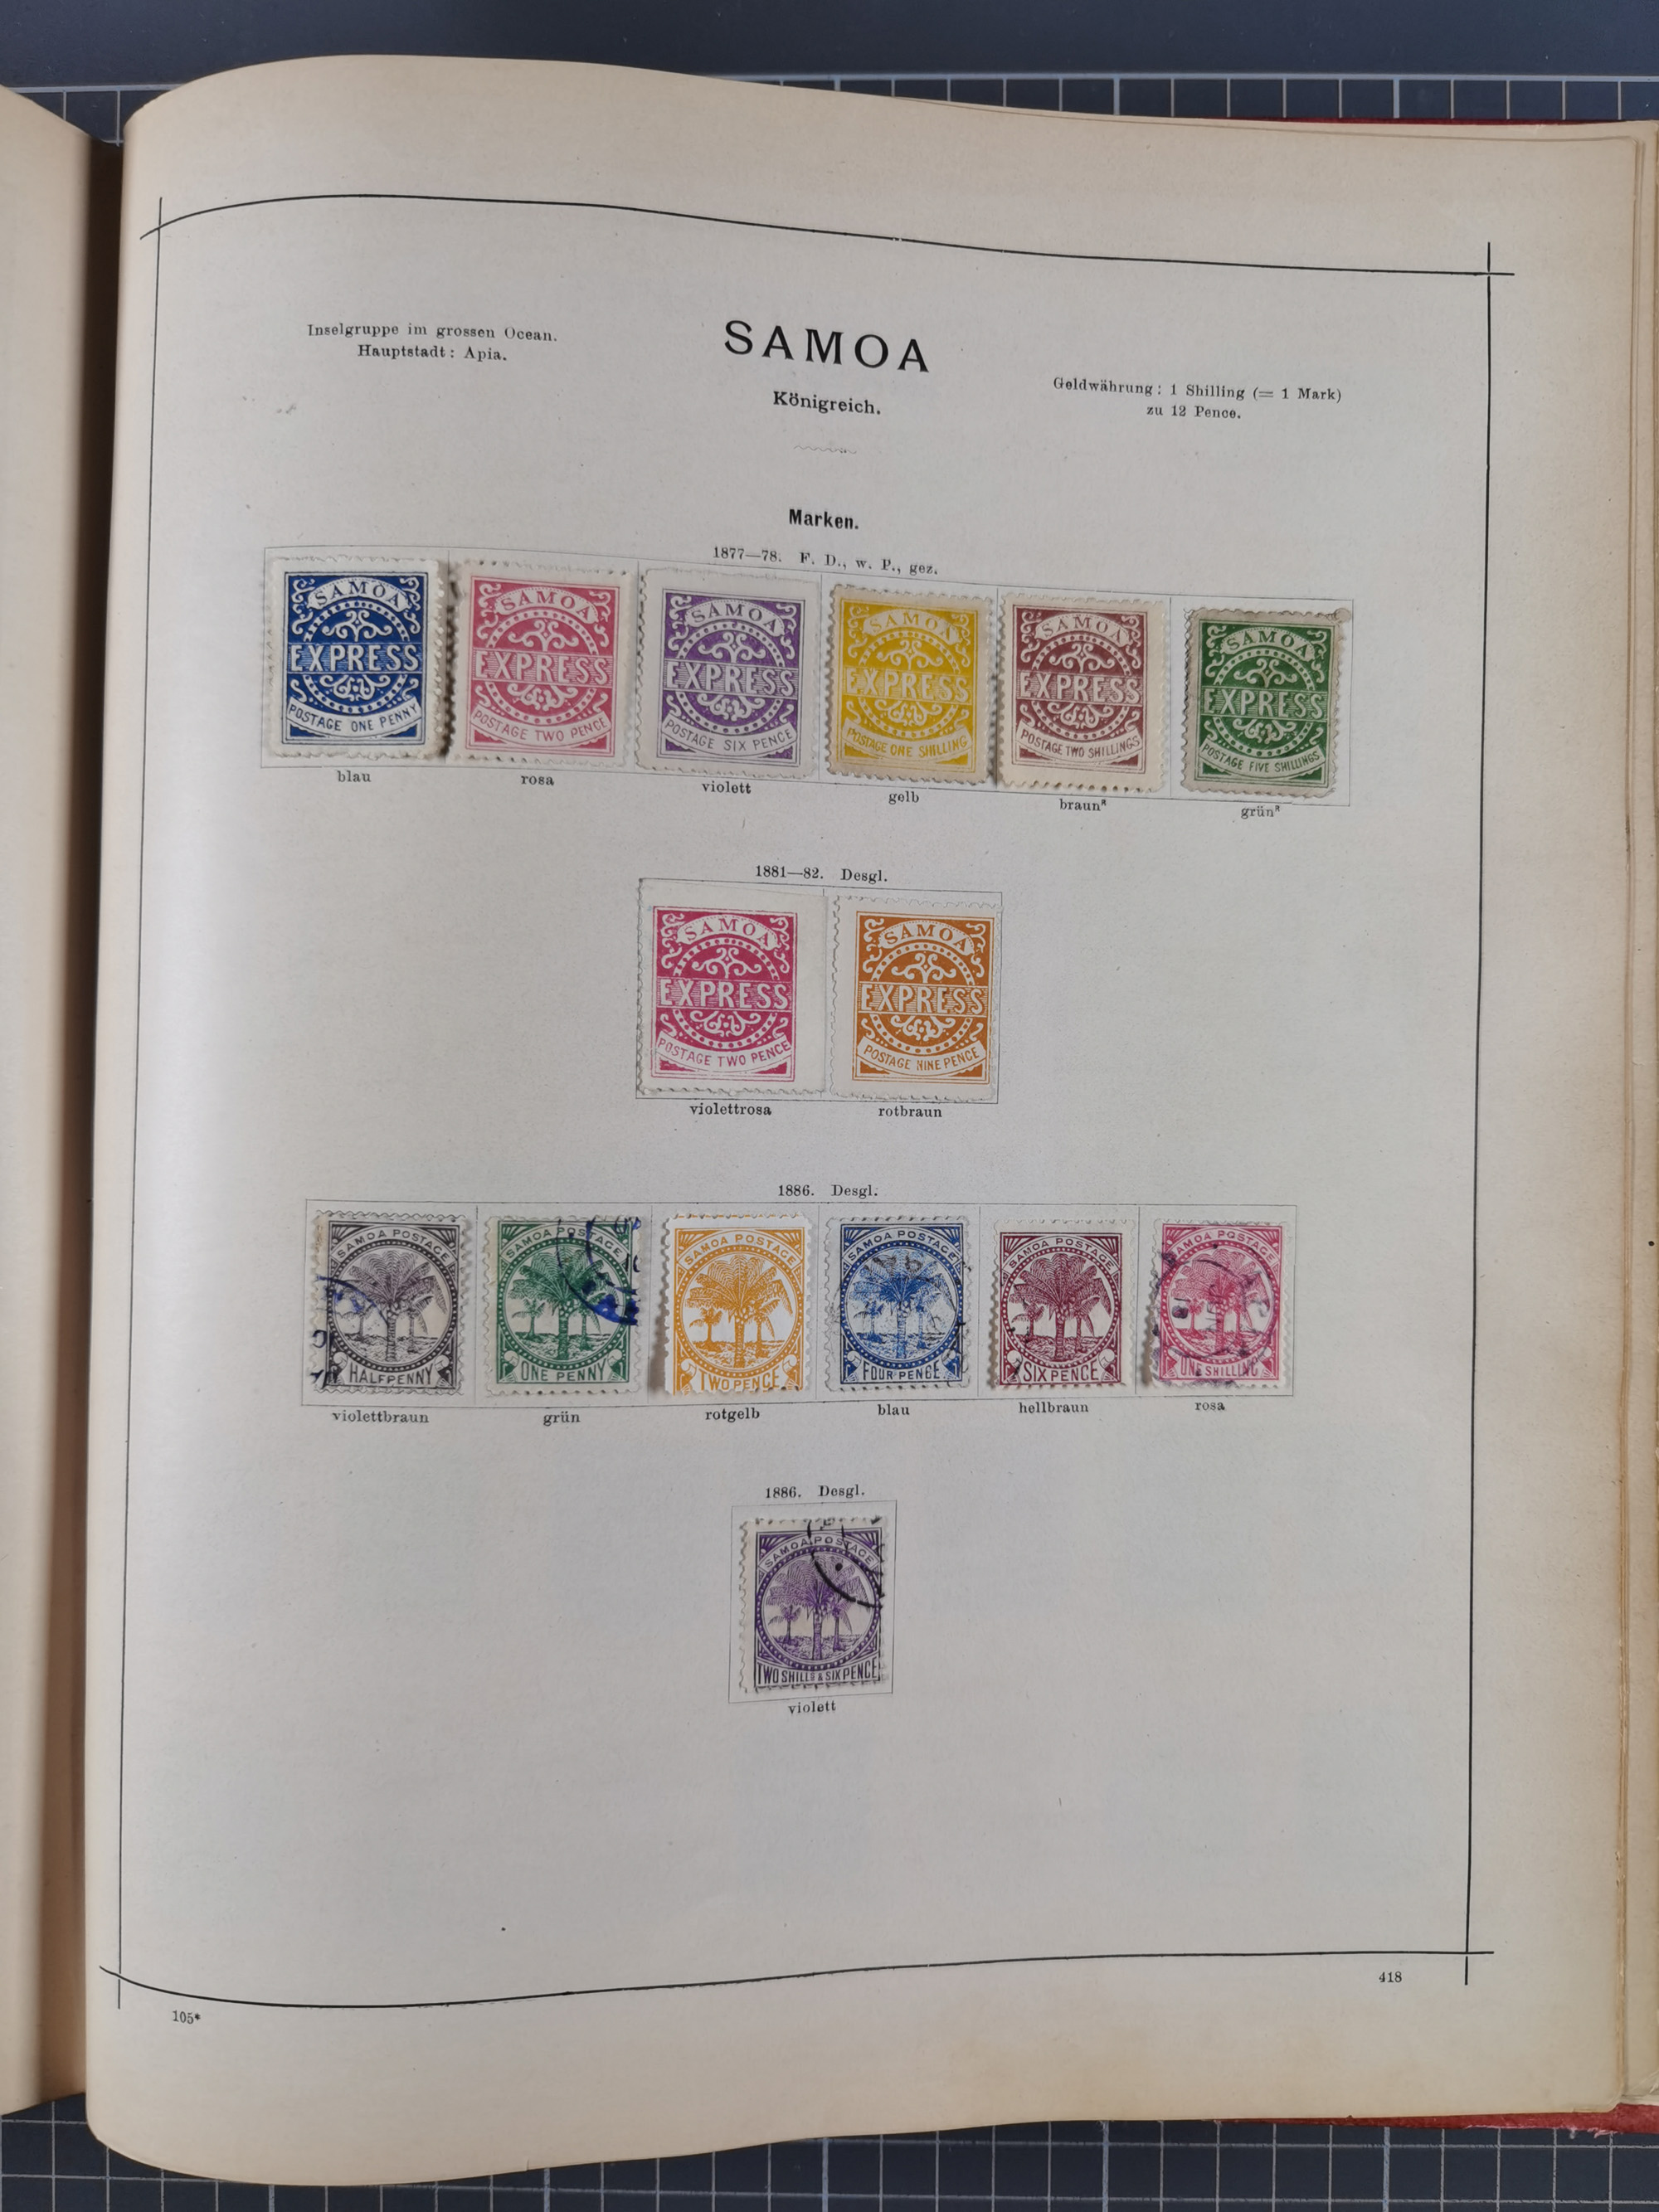 Inselgruppe im grossen Ocean.
Hauptstadt: Apia.
SAMOA
Königreich.
Geldwährung: 1 Shilling (= 1 Mark)
zu 12 Pence.
Marken.
1877—78. F. D., w. P., gez.
SAMOA
EXPRESS
POSTAGE ONE PENNY
SAMOA
EXPRESS
POSTAGE TWO PENCE
SAMOA
EXPRESS
POSTAGE SIX PENCE
SAMOA
EXPRESS
POSTAGE ONE SHILLING
SAMOA
EXPRESS
POSTAGE TWO SHILLINGS
SAMOA
EXPRESS
POSTAGE FIVE SHILLINGS
blau
rosa
violett
gelb
braunR
grünR
1881—82. Desgl.
SAMOA
EXPRESS
POSTAGE TWO PENCE
SAMOA
EXPRESS
POSTAGE NINE PENCE
violettrosa
rotbraun
1886. Desgl.
SAMOA POSTAGE
HALFPENNY
SAMOA POSTAGE
ONE PENNY
SAMOA POSTAGE
TWO PENCE
SAMOA POSTAGE
FOUR PENCE
SAMOA POSTAGE
SIX PENCE
SAMOA POSTAGE
ONE SHILLING
violettbraun
grün
rotgelb
blau
hellbraun
rosa
1886. Desgl.
SAMOA POSTAGE
TWO SHILLS & SIX PENCE
violett
418
105*